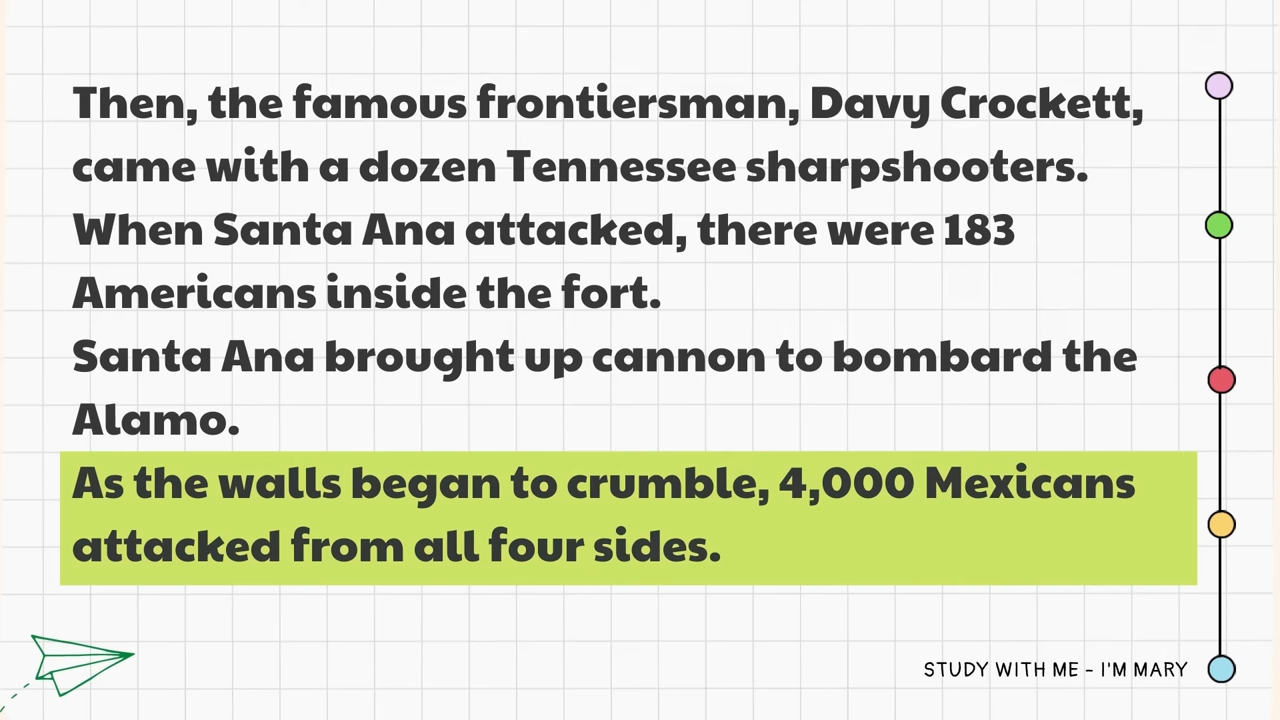 Then, the famous frontiersman, Davy Crockett,
came with a dozen Tennessee sharpshooters.
When Santa Ana attacked, there were 183
Americans inside the fort.
Santa Ana brought up cannon to bombard the
Alamo.
As the walls began to crumble, 4,000 Mexicans
attacked from all four sides.
STUDY WITH ME - I'M MARY